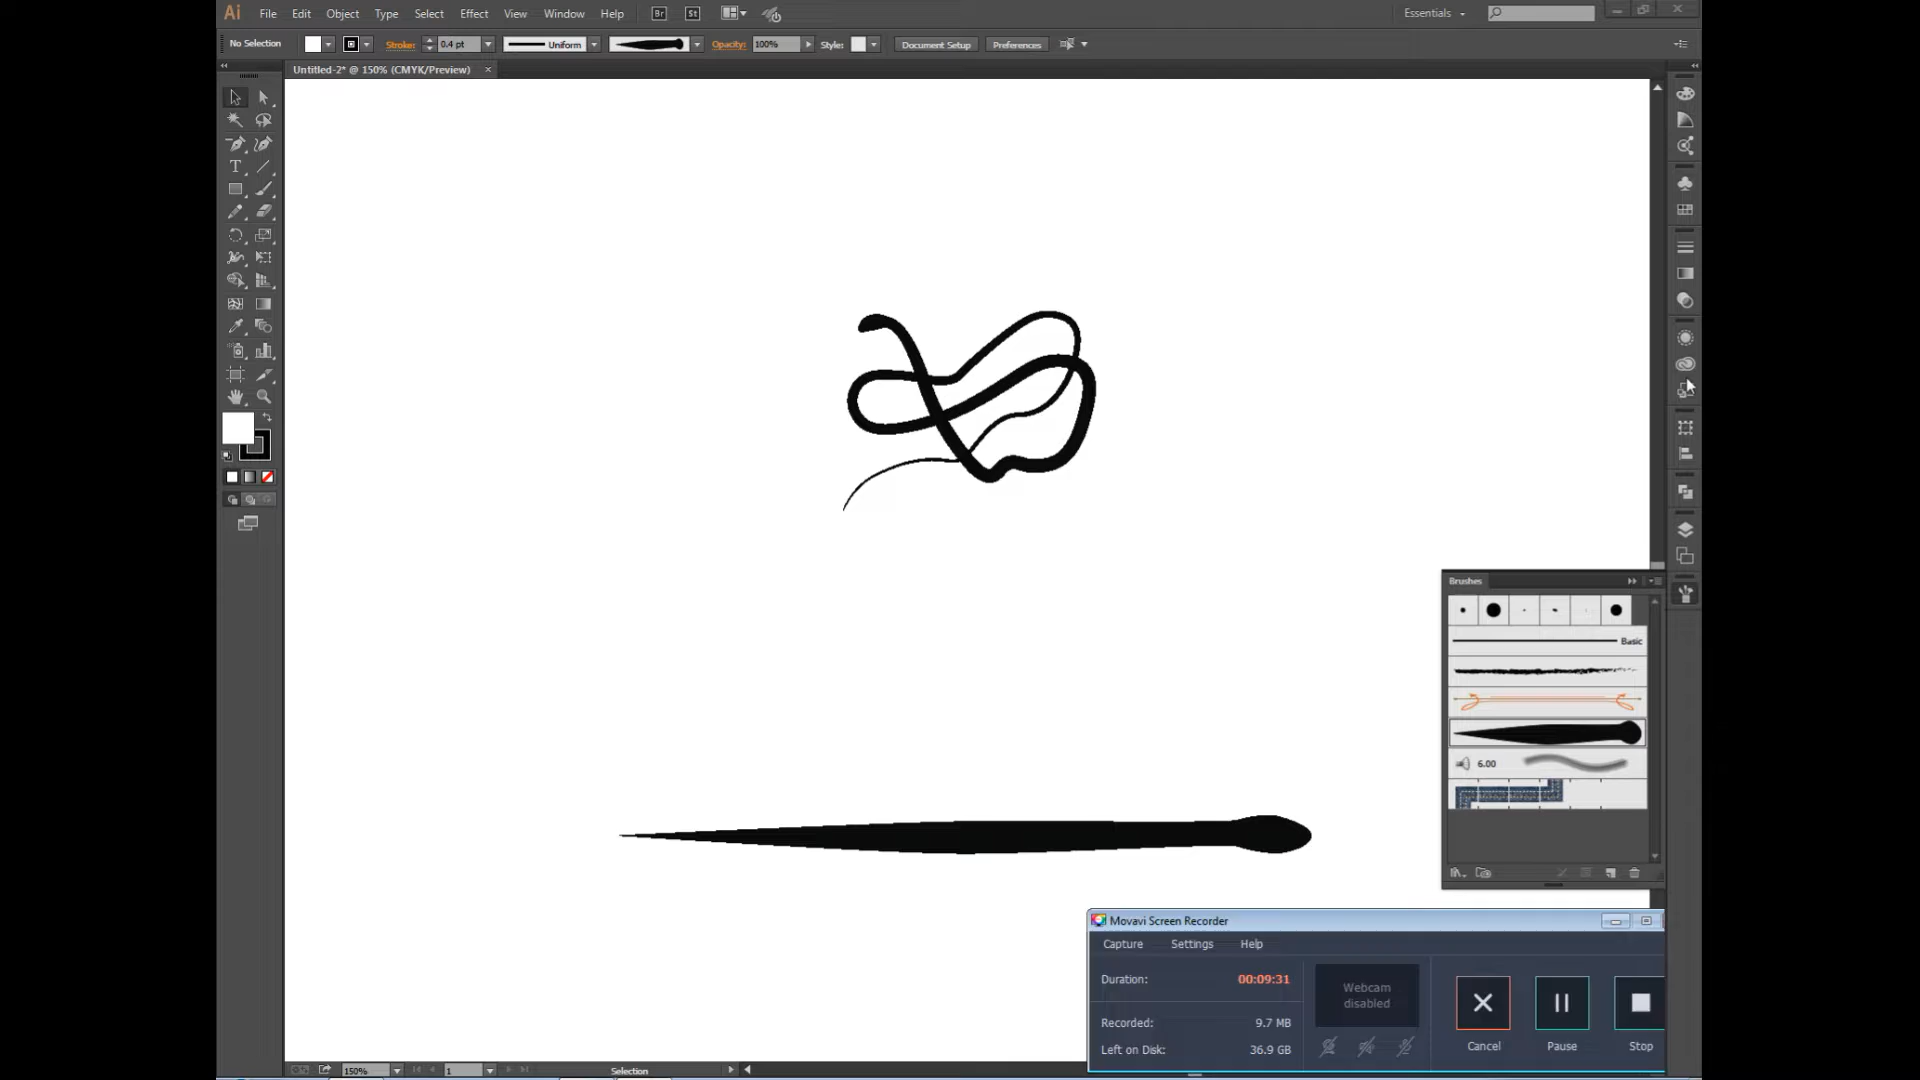 Ai File Edit Object Type Select Effect View Window Help Br St Essentials
No Selection Stroke: 0.4 pt Uniform Opacity: 100% Style: Document Setup Preferences
Untitled-2* @ 150% (CMYK/Preview)
T
Brushes
Basic
6.00
Movavi Screen Recorder
Capture Settings Help
Duration: 00:09:31
Webcam
disabled
Recorded: 9.7 MB
Left on Disk: 36.9 GB
Cancel Pause Stop
150% 1 Selection